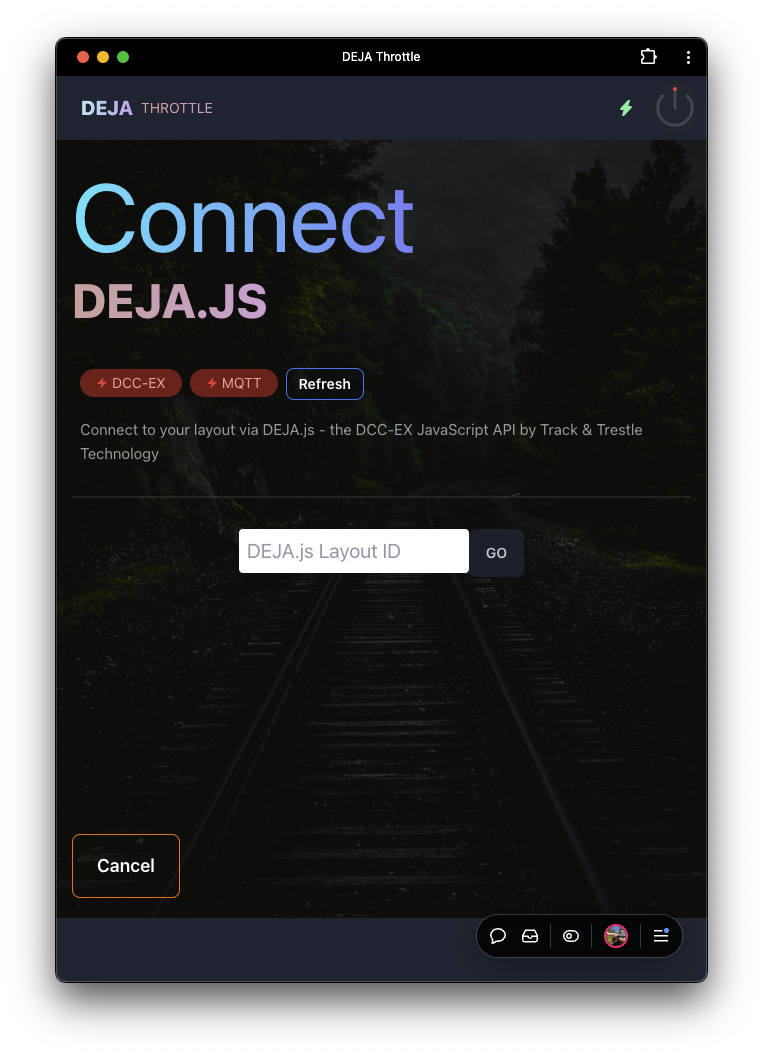 DEJA Throttle
DEJA THROTTLE
Connect
DEJA.JS
DCC-EX MQTT Refresh
Connect to your layout via DEJA.js - the DCC-EX JavaScript API by Track & Trestle
Technology
DEJA.js Layout ID GO
Cancel